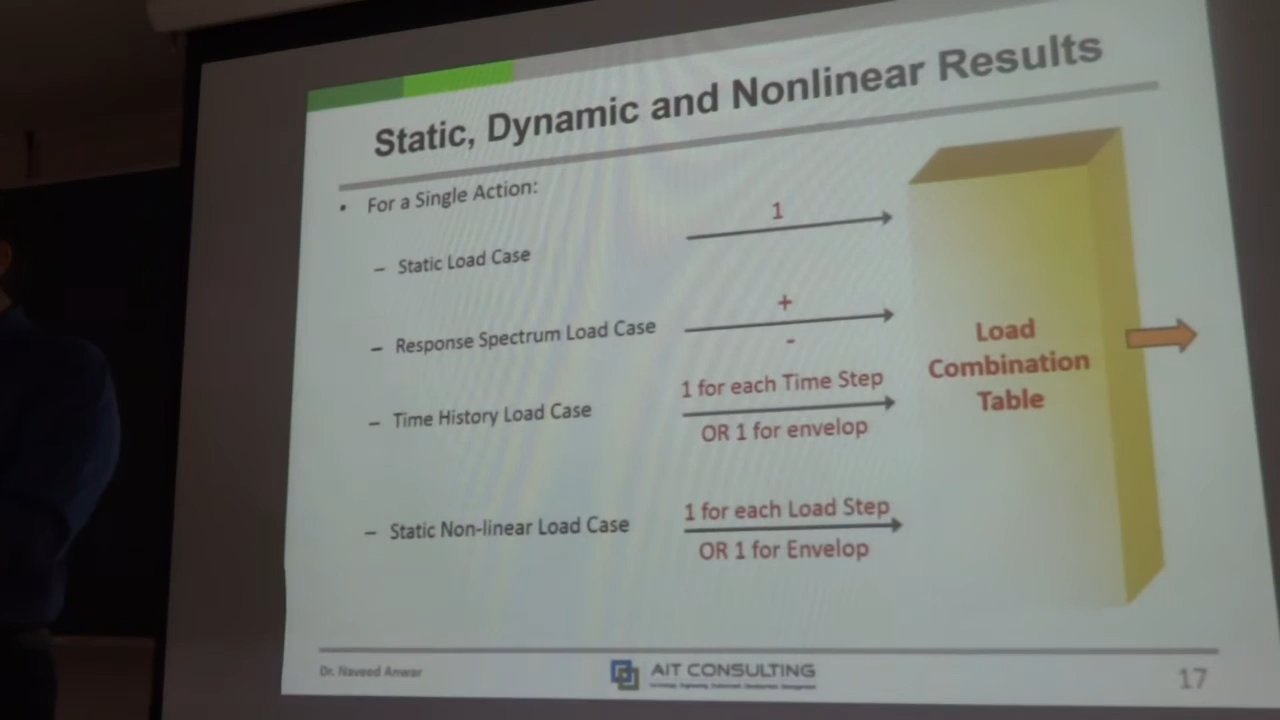 Static, Dynamic and Nonlinear Results
• For a Single Action:
– Static Load Case
1
– Response Spectrum Load Case
+
-
– Time History Load Case
1 for each Time Step
OR 1 for envelop
– Static Non-linear Load Case
1 for each Load Step
OR 1 for Envelop
Load
Combination
Table
Dr. Naveed Anwar
AIT CONSULTING
17